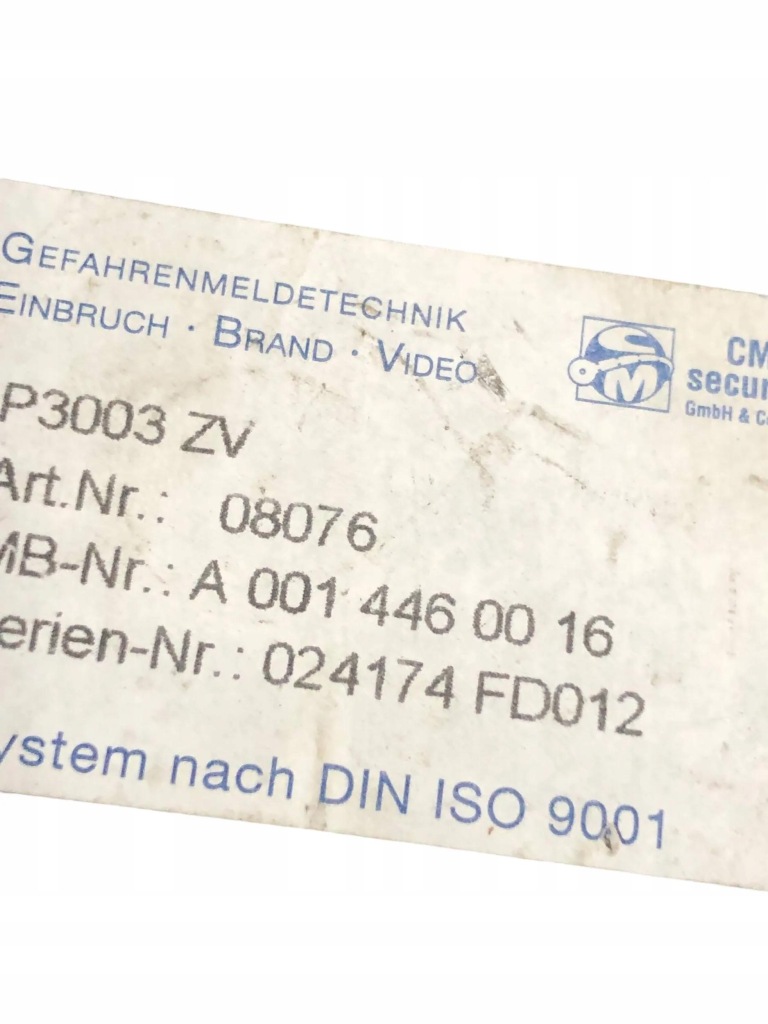 GEFAHRENMELDETECHNIK
EINBRUCH · BRAND · VIDEO
CM
secur
GmbH & C
P3003 ZV
Art.Nr.: 08076
MB-Nr.: A 001 446 00 16
erien-Nr.: 024174 FD012
ystem nach DIN ISO 9001